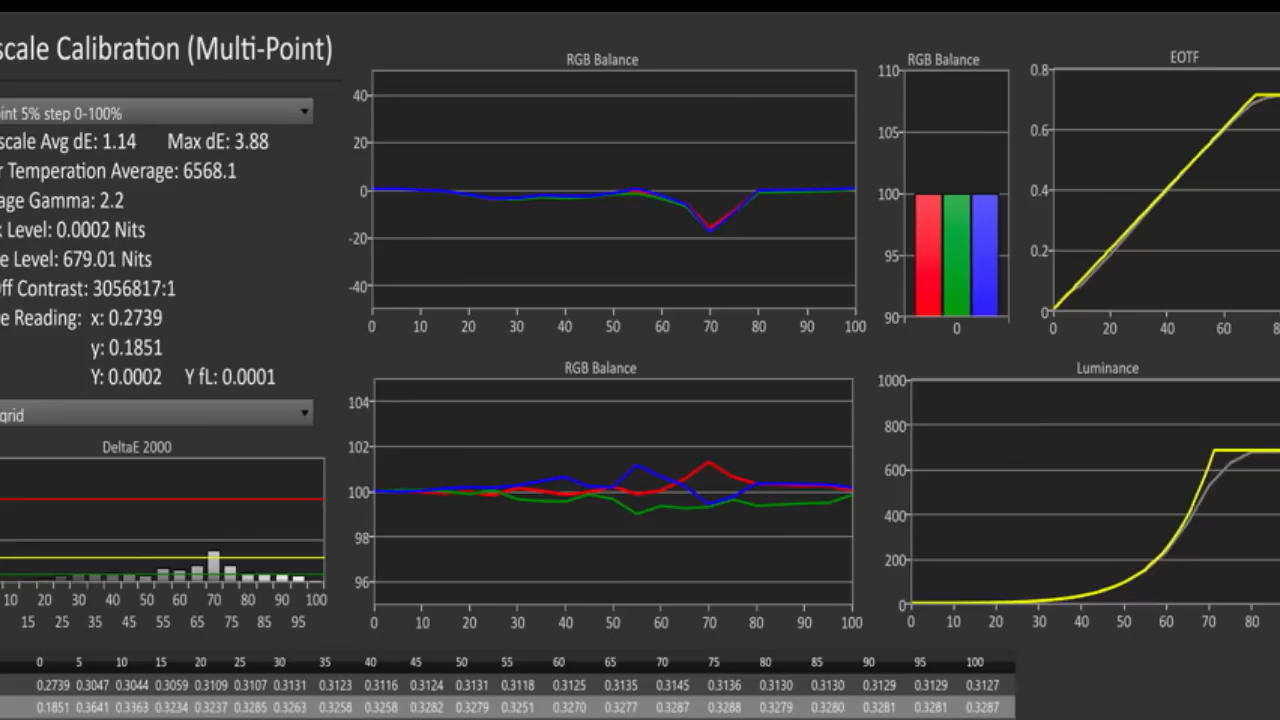 scale Calibration (Multi-Point)
int 5% step 0-100%
scale Avg dE: 1.14 Max dE: 3.88
r Temperation Average: 6568.1
age Gamma: 2.2
k Level: 0.0002 Nits
e Level: 679.01 Nits
Off Contrast: 3056817:1
e Reading: x: 0.2739
y: 0.1851
Y: 0.0002 Y fL: 0.0001
grid
DeltaE 2000
10 20 30 40 50 60 70 80 90 100
15 25 35 45 55 65 75 85 95
RGB Balance
40
20
0
-20
-40
0 10 20 30 40 50 60 70 80 90 100
RGB Balance
110
105
100
95
90
0
EOTF
0.8
0.6
0.4
0.2
0
0 20 40 60 8
RGB Balance
104
102
100
98
96
0 10 20 30 40 50 60 70 80 90 100
Luminance
1000
800
600
400
200
0
0 10 20 30 40 50 60 70 80
0 5 10 15 20 25 30 35 40 45 50 55 60 65 70 75 80 85 90 95 100
0.2739 0.3047 0.3044 0.3059 0.3109 0.3107 0.3131 0.3123 0.3116 0.3124 0.3131 0.3118 0.3125 0.3135 0.3145 0.3136 0.3130 0.3130 0.3129 0.3129 0.3127
0.1851 0.3641 0.3363 0.3234 0.3237 0.3285 0.3263 0.3258 0.3258 0.3282 0.3279 0.3251 0.3270 0.3277 0.3287 0.3288 0.3279 0.3280 0.3281 0.3281 0.3287